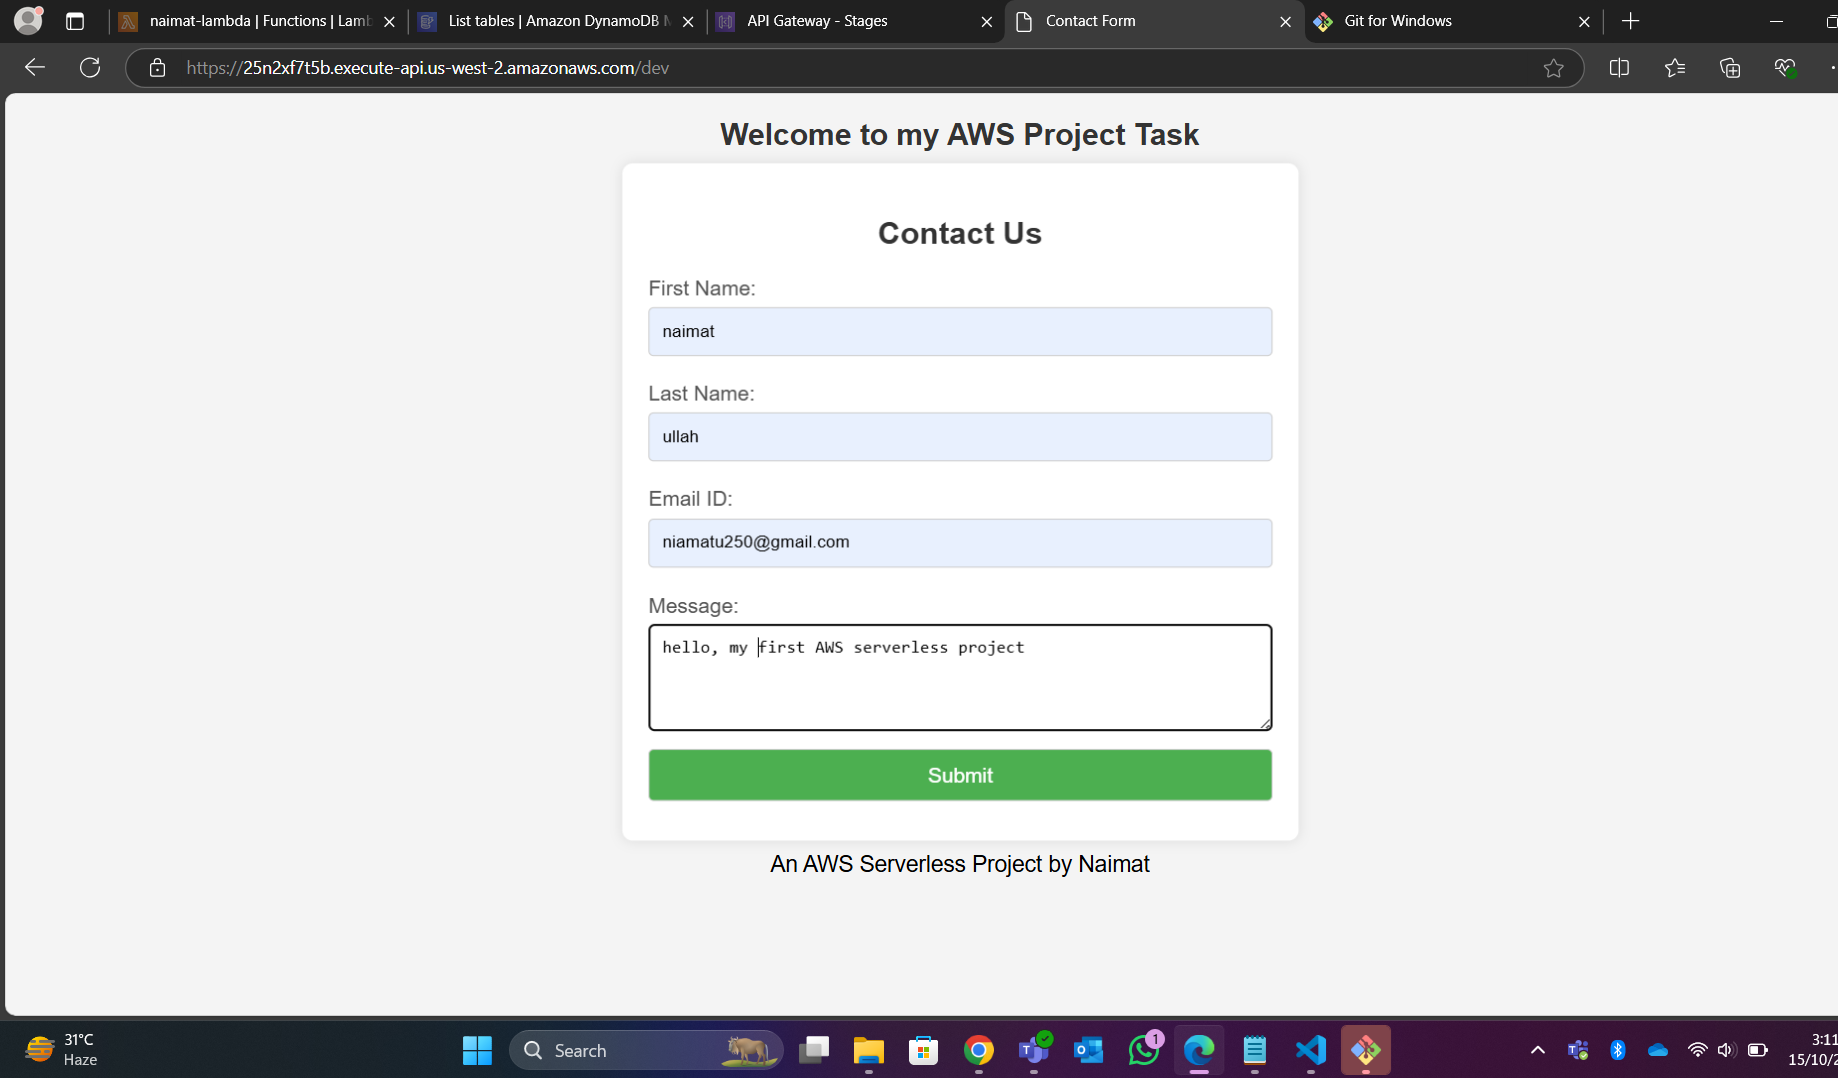 naimat-lambda | Functions | Lamb
List tables | Amazon DynamoDB
API Gateway - Stages
Contact Form
Git for Windows
https://25n2xf7t5b.execute-api.us-west-2.amazonaws.com/dev
Welcome to my AWS Project Task
Contact Us
First Name:
naimat
Last Name:
ullah
Email ID:
niamatu250@gmail.com
Message:
hello, my first AWS serverless project
Submit
An AWS Serverless Project by Naimat
31°C
Haze
Search
1
3:11
15/10/2